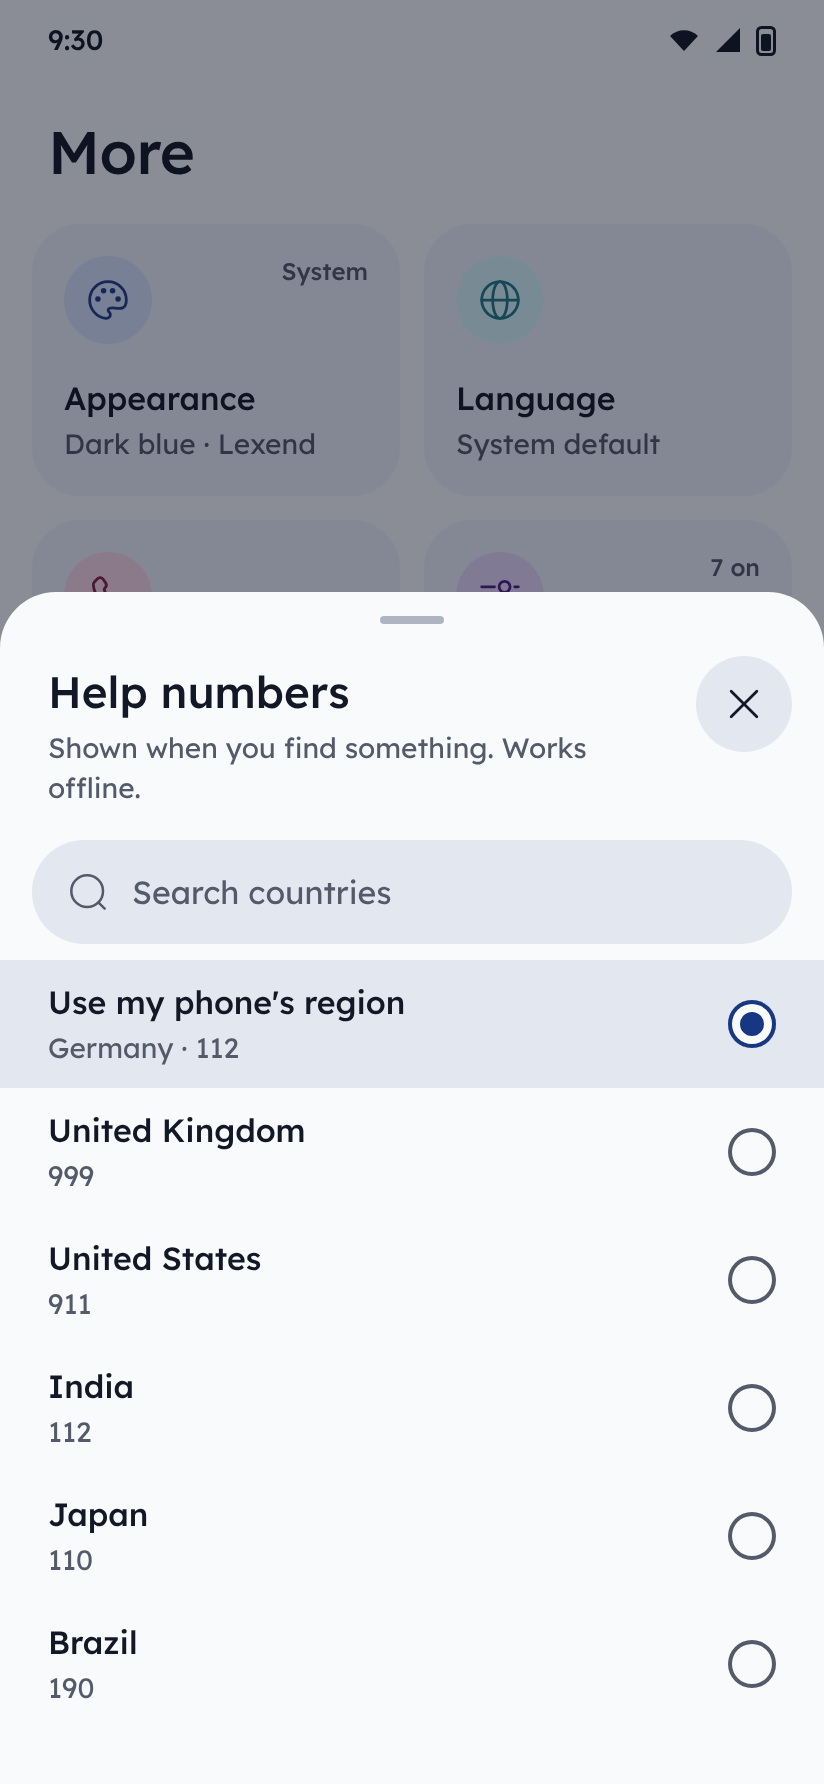 9:30
More
System
Appearance
Dark blue · Lexend
Language
System default
7 on
Help numbers
Shown when you find something. Works
offline.
Search countries
Use my phone's region
Germany · 112
United Kingdom
999
United States
911
India
112
Japan
110
Brazil
190